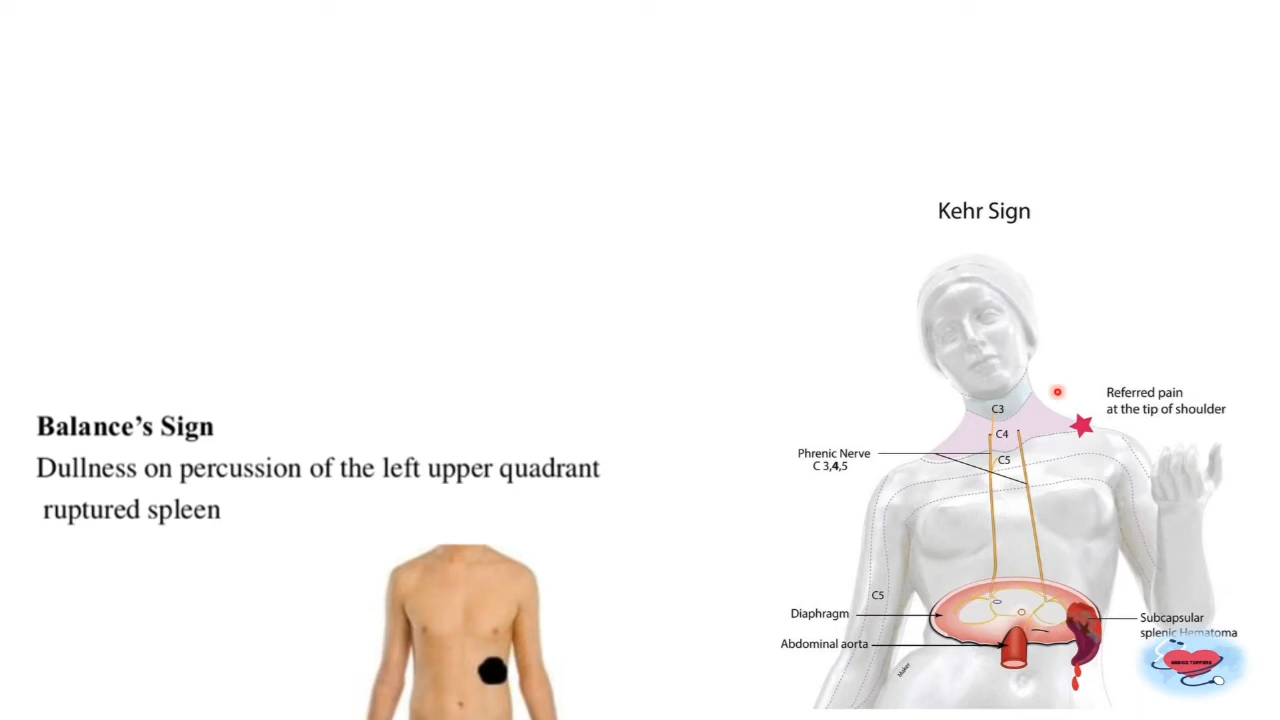 Kehr Sign
Balance's Sign
Dullness on percussion of the left upper quadrant
ruptured spleen
Referred pain
at the tip of shoulder
C3
C4
C5
Phrenic Nerve
C 3,4,5
C5
Diaphragm
Abdominal aorta
Subcapsular
splenic Hematoma
Maker